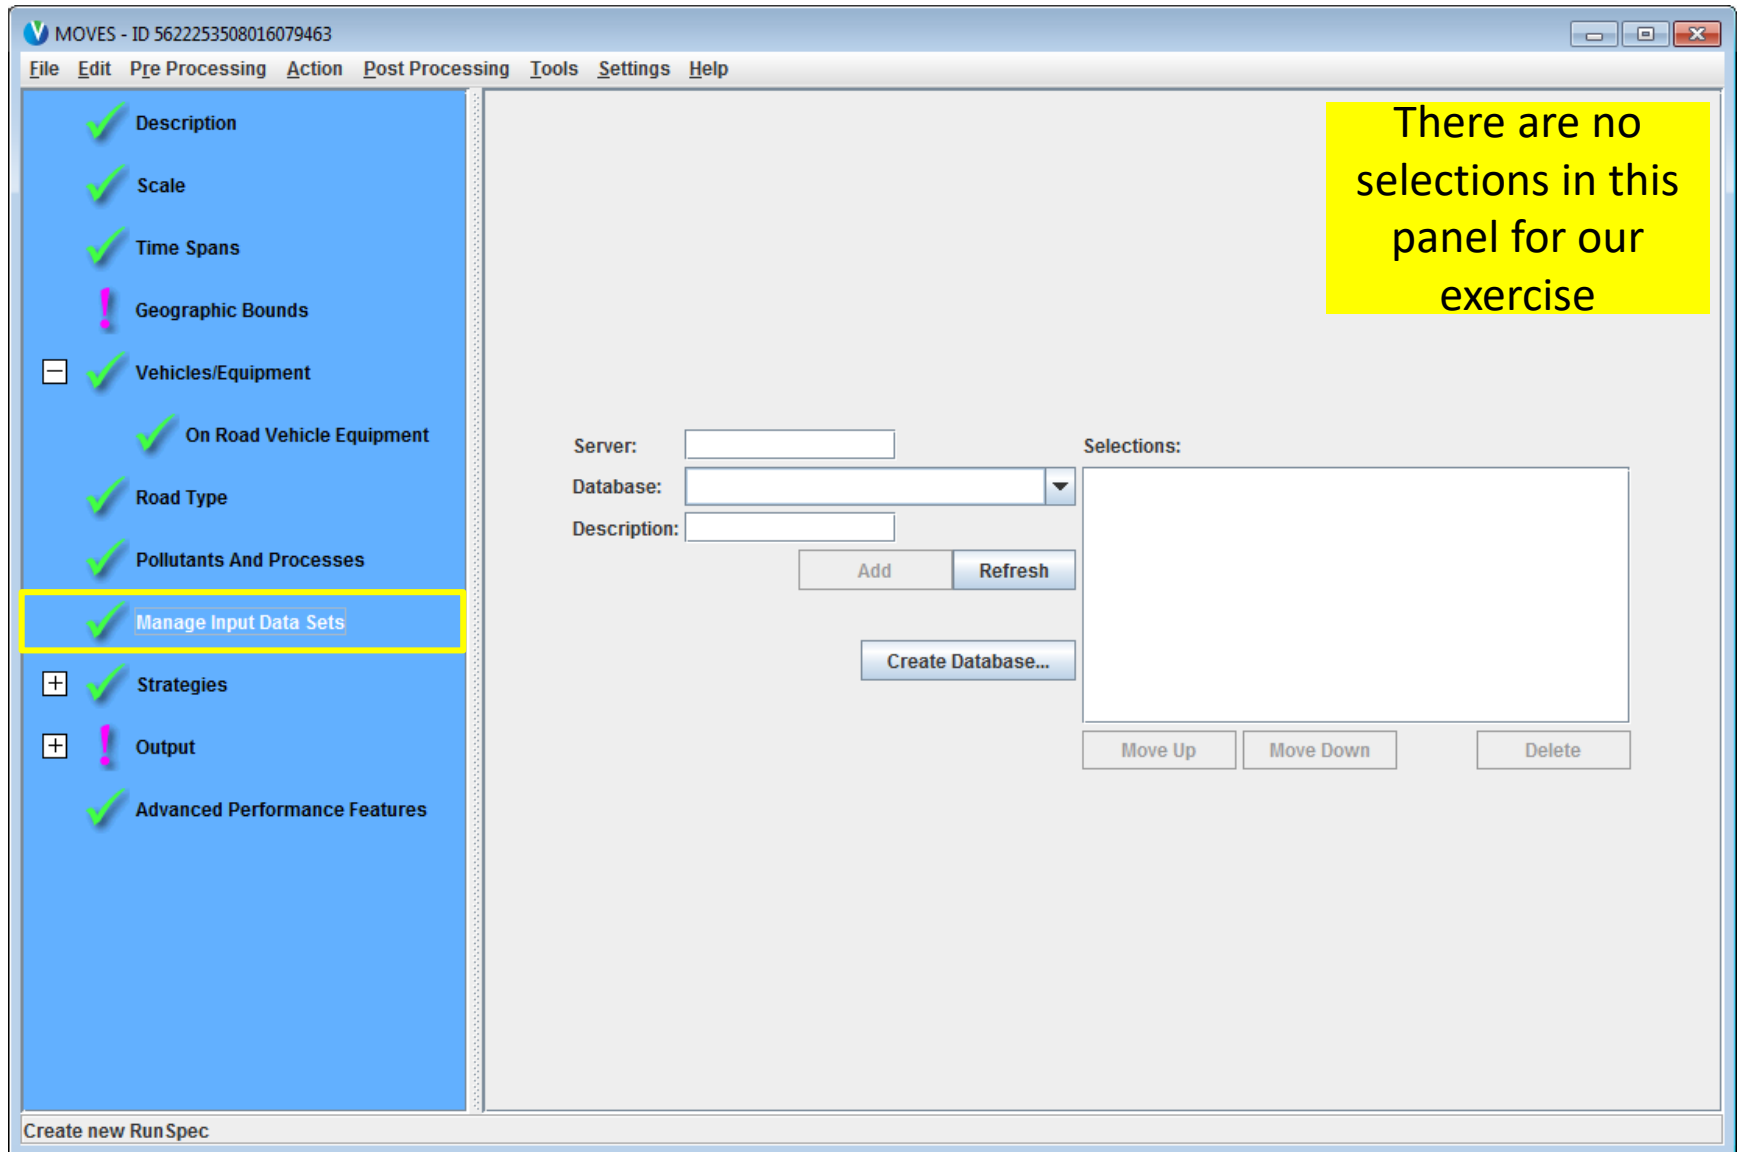 MOVES - ID 5622253508016079463
File Edit Pre Processing Action Post Processing Tools Settings Help
Description
Scale
Time Spans
Geographic Bounds
Vehicles/Equipment
On Road Vehicle Equipment
Road Type
Pollutants And Processes
Manage Input Data Sets
Strategies
Output
Advanced Performance Features
There are no
selections in this
panel for our
exercise
Server:
Database:
Description:
Add Refresh
Create Database...
Selections:
Move Up Move Down Delete
Create new RunSpec